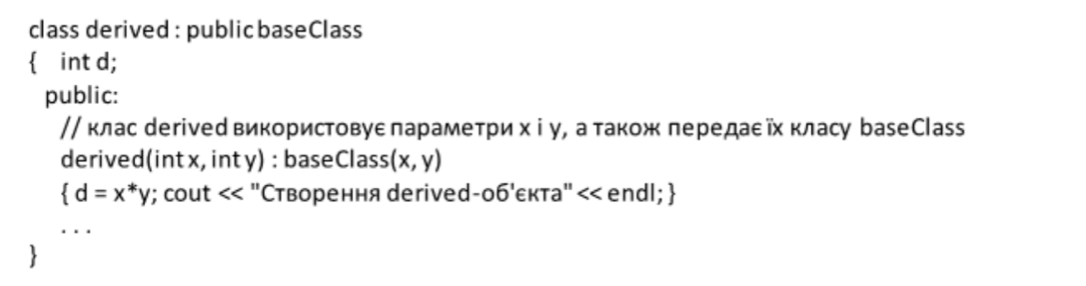 class derived : public baseClass
{ int d;
public:
// клас derived використовує параметри x і y, а також передає їх класу baseClass
derived(int x, int y) : baseClass(x, y)
{ d = x*y; cout << "Створення derived-об'єкта" << endl; }
. . .
}